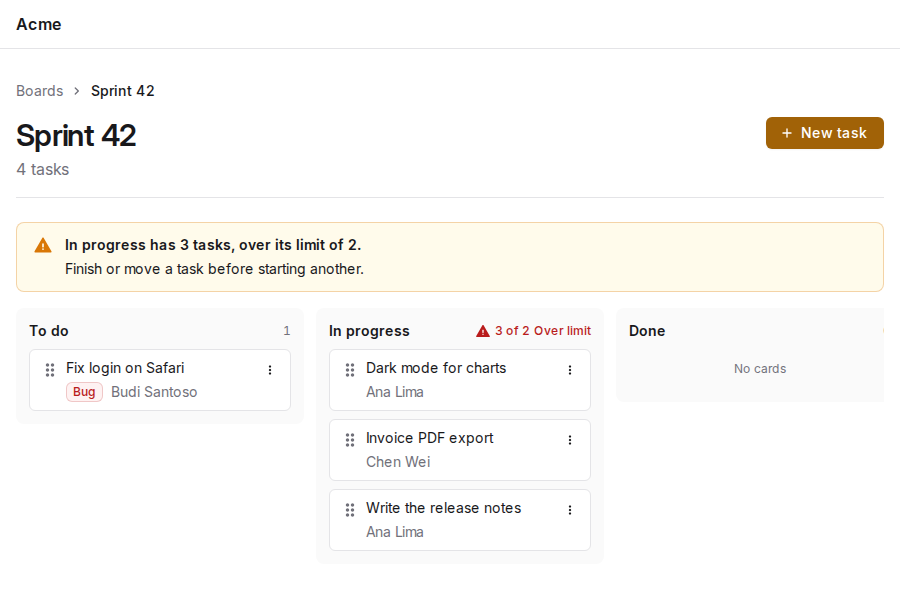 Acme
Boards > Sprint 42
Sprint 42
+ New task
4 tasks
In progress has 3 tasks, over its limit of 2.
Finish or move a task before starting another.
To do 1
Fix login on Safari
Bug Budi Santoso
In progress 3 of 2 Over limit
Dark mode for charts
Ana Lima
Invoice PDF export
Chen Wei
Write the release notes
Ana Lima
Done
No cards